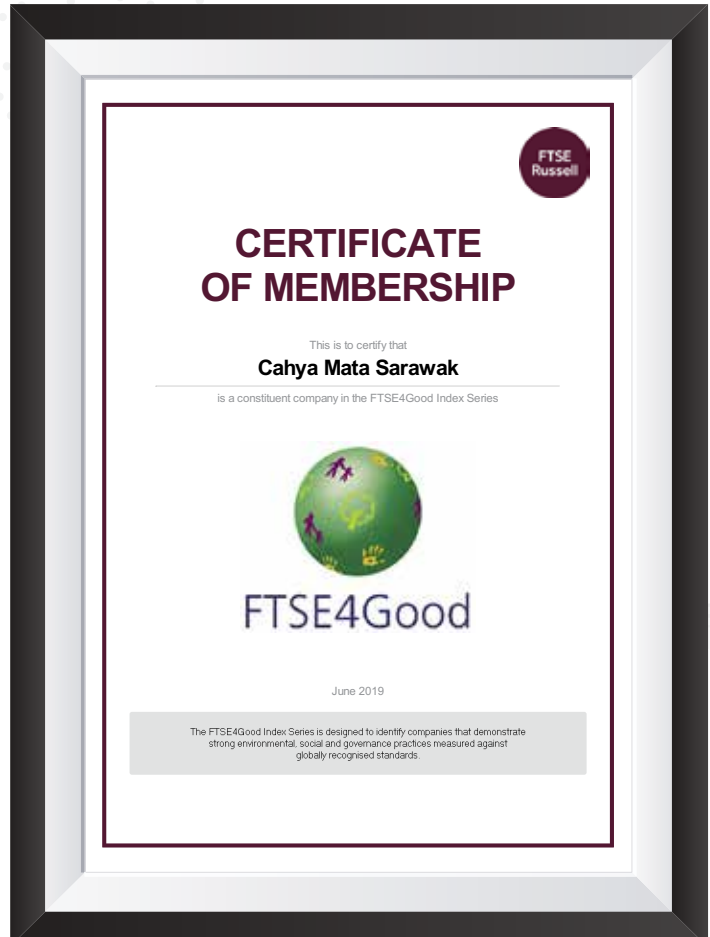 FTSE
Russell
CERTIFICATE
OF MEMBERSHIP
This is to certify that
Cahya Mata Sarawak
is a constituent company in the FTSE4Good Index Series
FTSE4Good
June 2019
The FTSE4Good Index Series is designed to identify companies that demonstrate
strong environmental, social and governance practices measured against
globally recognised standards.